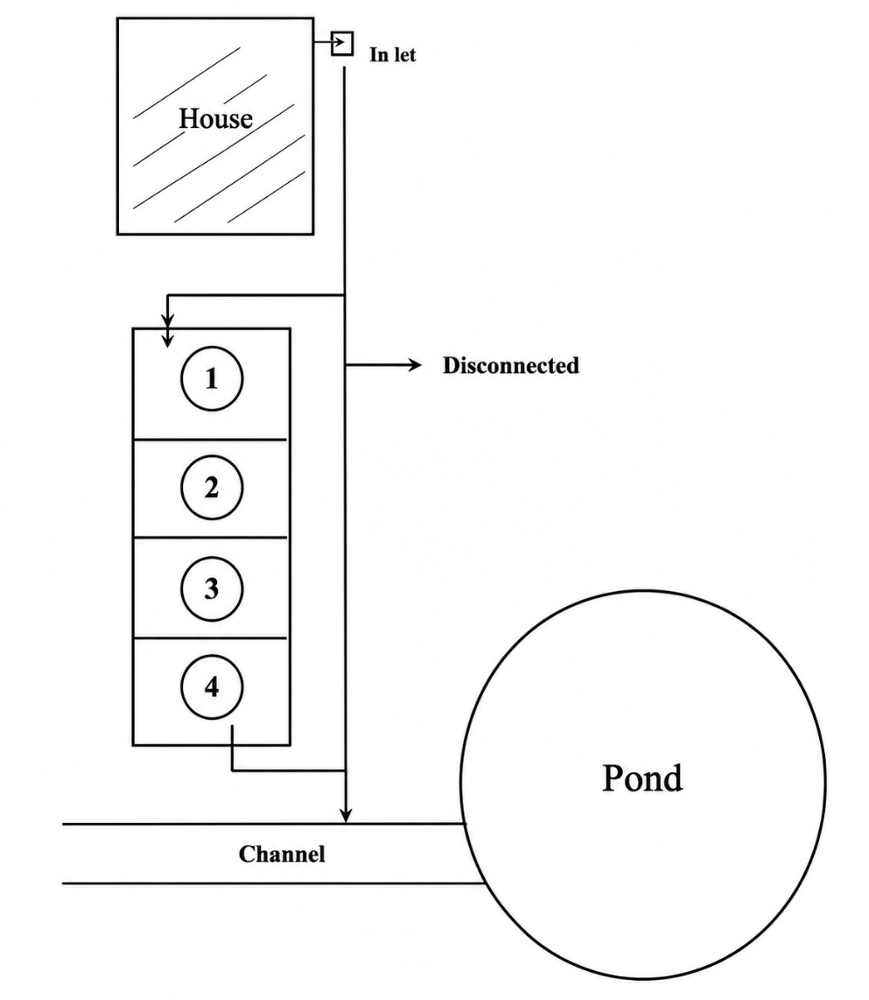 In let
House
Disconnected
1
2
3
4
Pond
Channel